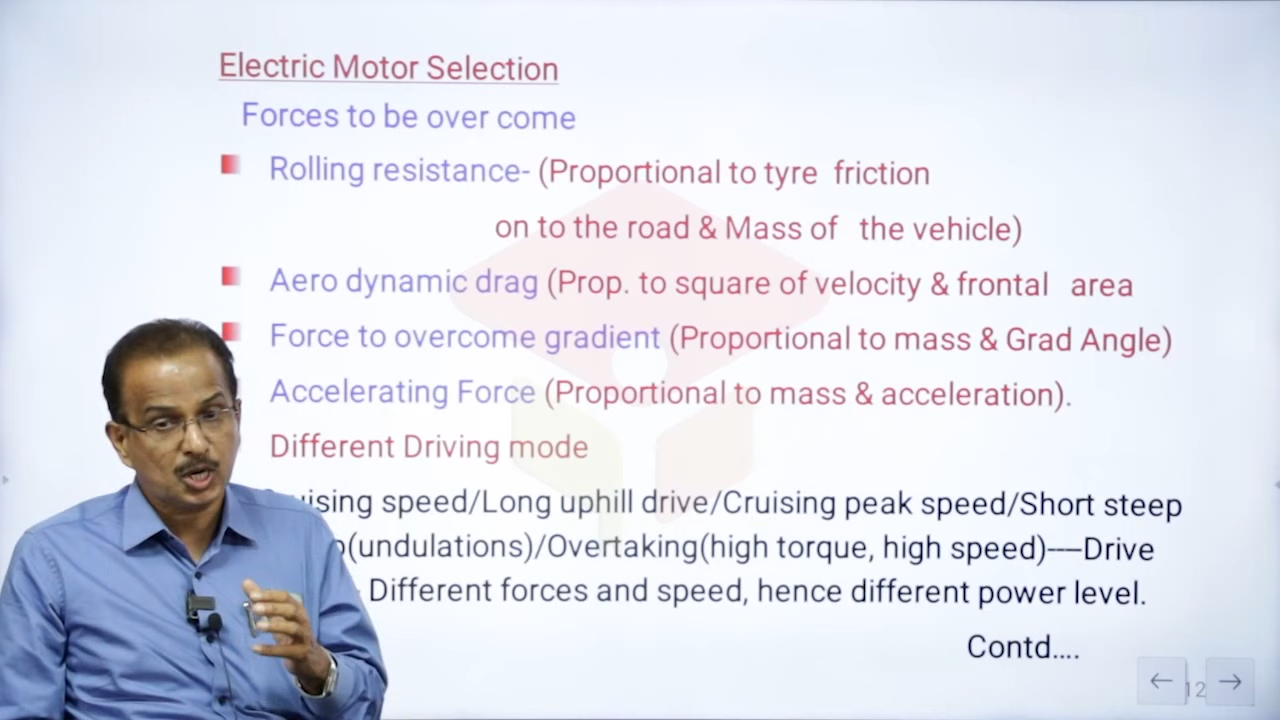 Electric Motor Selection
Forces to be over come
Rolling resistance- (Proportional to tyre friction
on to the road & Mass of the vehicle)
Aero dynamic drag (Prop. to square of velocity & frontal area
Force to overcome gradient (Proportional to mass & Grad Angle)
Accelerating Force (Proportional to mass & acceleration).
Different Driving mode
speed/Long uphill drive/Cruising peak speed/Short steep
(undulations)/Overtaking(high torque, high speed)----Drive
Different forces and speed, hence different power level.
Contd....
12